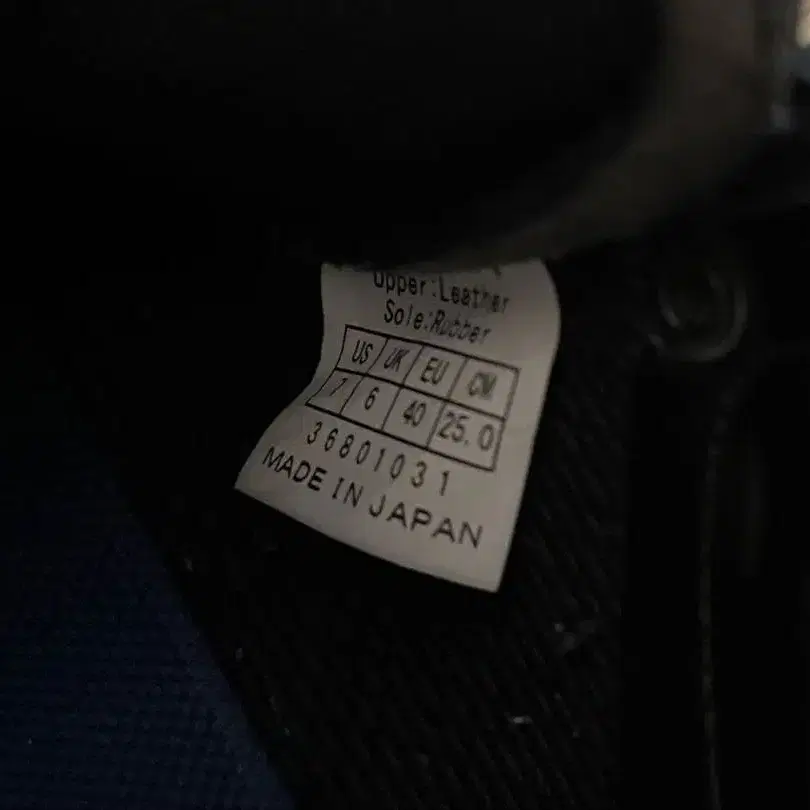 Upper:Leather
Sole:Rubber
US UK EU CM
7 6 40 25.0
36801031
MADE IN JAPAN